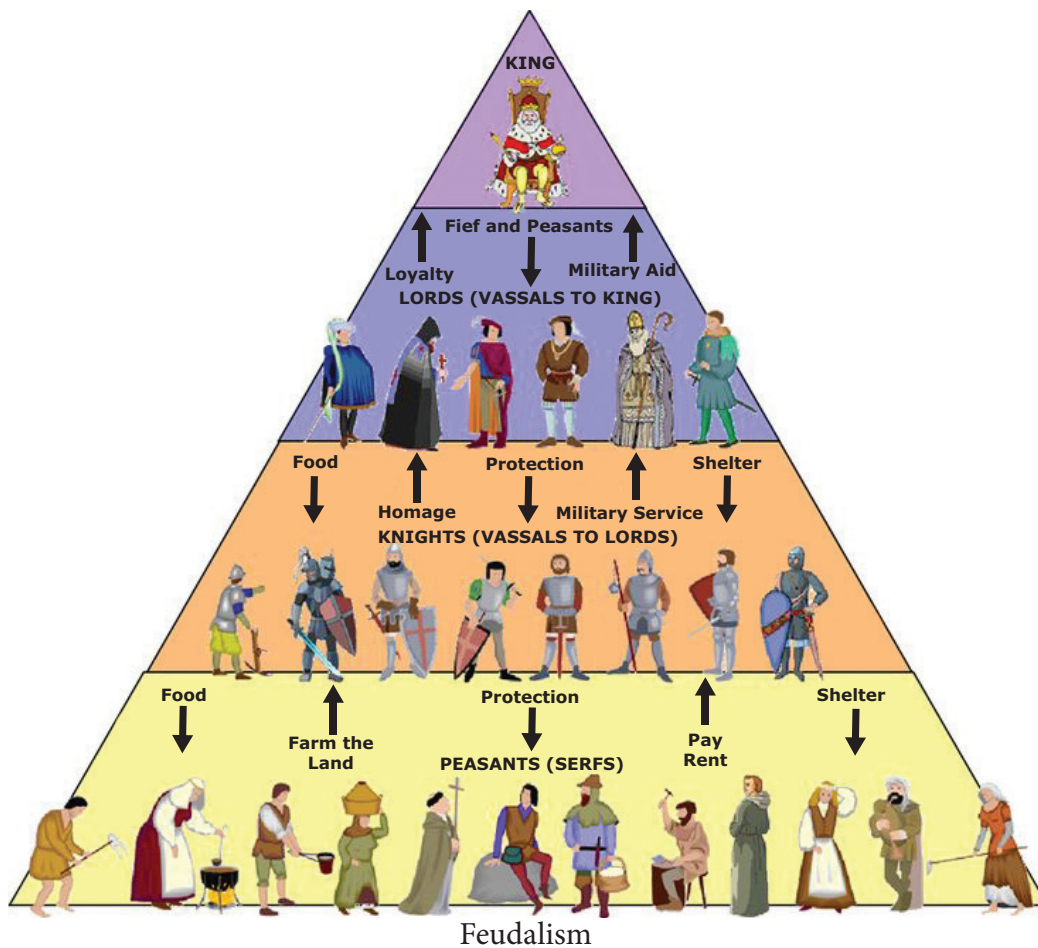 KING
Fief and Peasants
Loyalty
Military Aid
LORDS (VASSALS TO KING)
Food
Protection
Shelter
Homage
Military Service
KNIGHTS (VASSALS TO LORDS)
Food
Protection
Shelter
Farm the
Land
Pay
Rent
PEASANTS (SERFS)
Feudalism